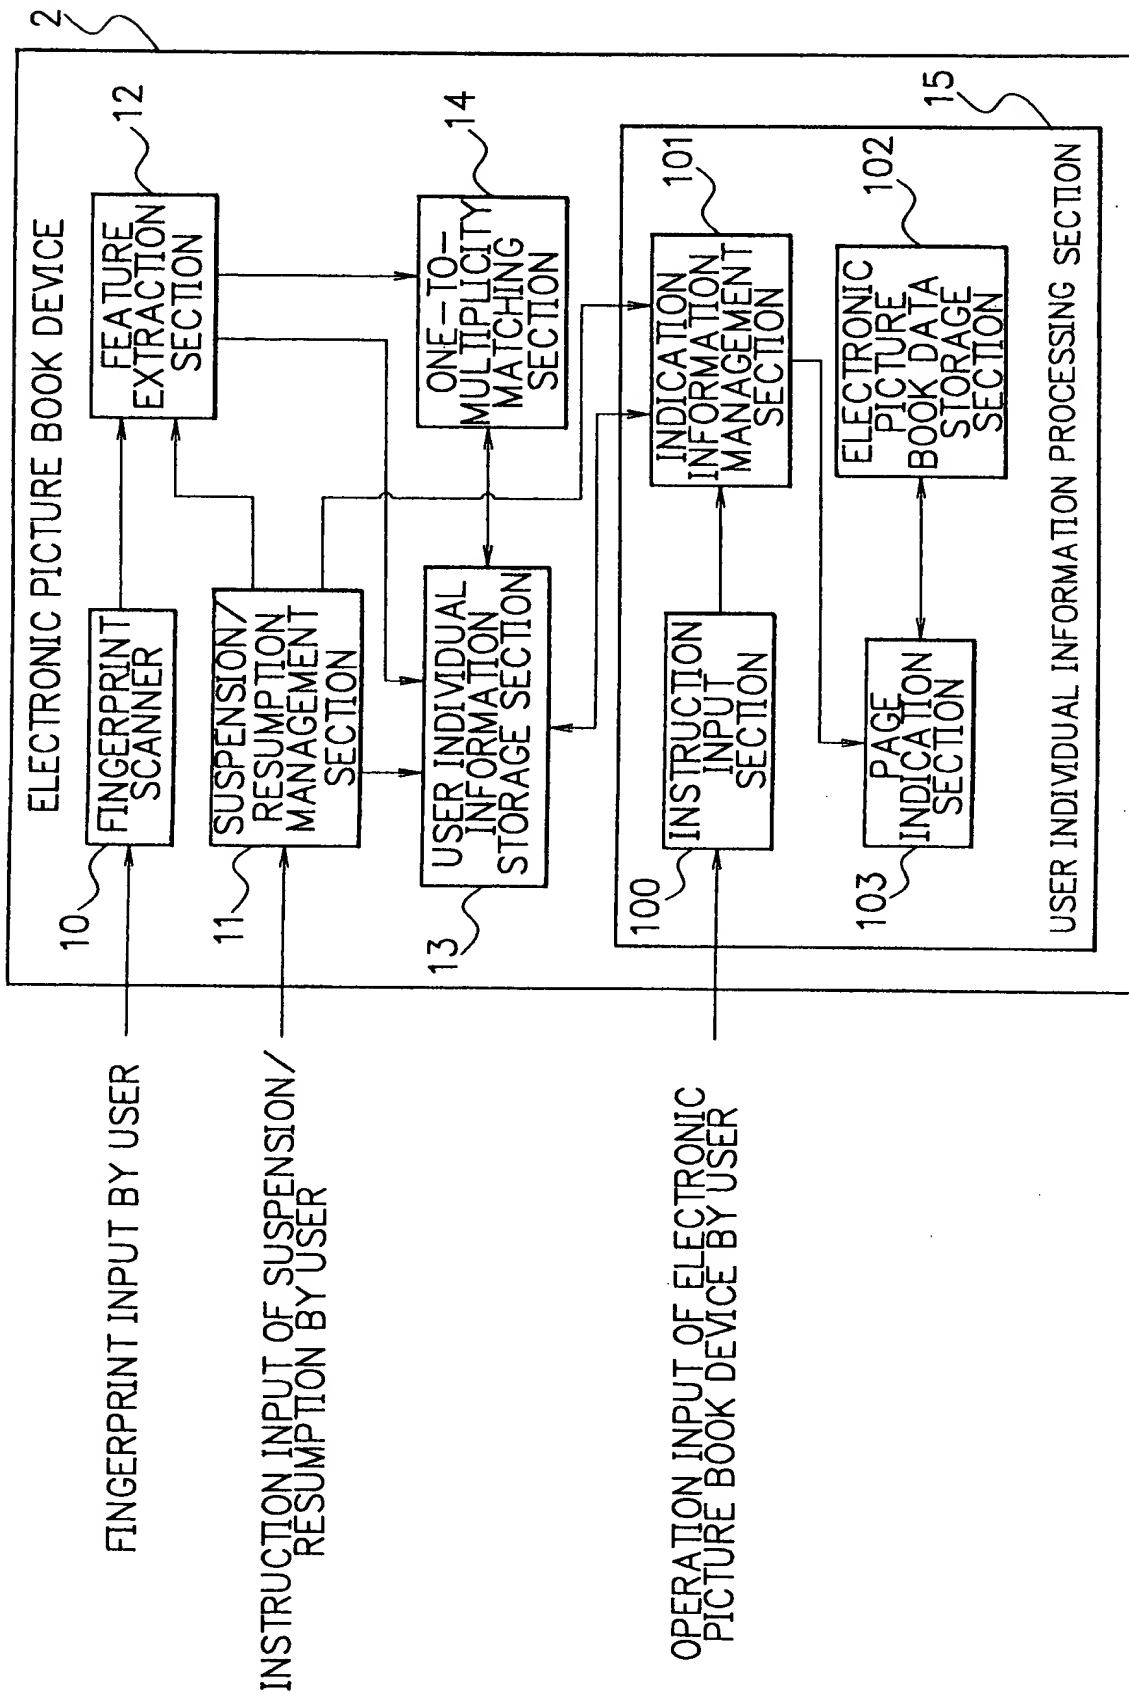 2
ELECTRONIC PICTURE BOOK DEVICE
FINGERPRINT INPUT BY USER
10
FINGERPRINT
SCANNER
FEATURE
EXTRACTION
SECTION
12
INSTRUCTION INPUT OF SUSPENSION/
RESUMPTION BY USER
11
SUSPENSION/
RESUMPTION
MANAGEMENT
SECTION
13
USER INDIVIDUAL
INFORMATION
STORAGE SECTION
ONE-TO-
MULTIPLICITY
MATCHING
SECTION
14
OPERATION INPUT OF ELECTRONIC
PICTURE BOOK DEVICE BY USER
100
INSTRUCTION
INPUT
SECTION
INDICATION
INFORMATION
MANAGEMENT
SECTION
101
15
103
PAGE
INDICATION
SECTION
ELECTRONIC
PICTURE
BOOK DATA
STORAGE
SECTION
102
USER INDIVIDUAL INFORMATION PROCESSING SECTION